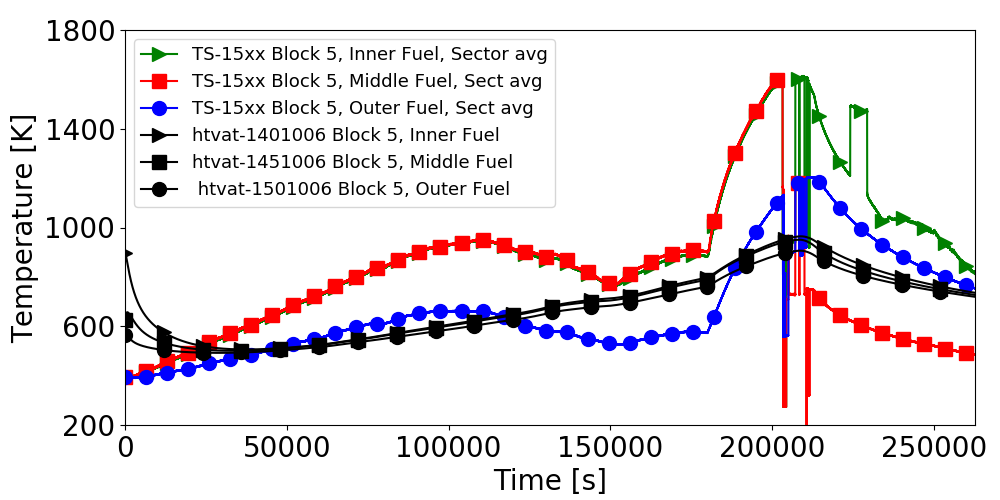 1800
1400
1000
600
200
Temperature [K]
TS-15xx Block 5, Inner Fuel, Sector avg
TS-15xx Block 5, Middle Fuel, Sect avg
TS-15xx Block 5, Outer Fuel, Sect avg
htvat-1401006 Block 5, Inner Fuel
htvat-1451006 Block 5, Middle Fuel
htvat-1501006 Block 5, Outer Fuel
0 50000 100000 150000 200000 250000
Time [s]